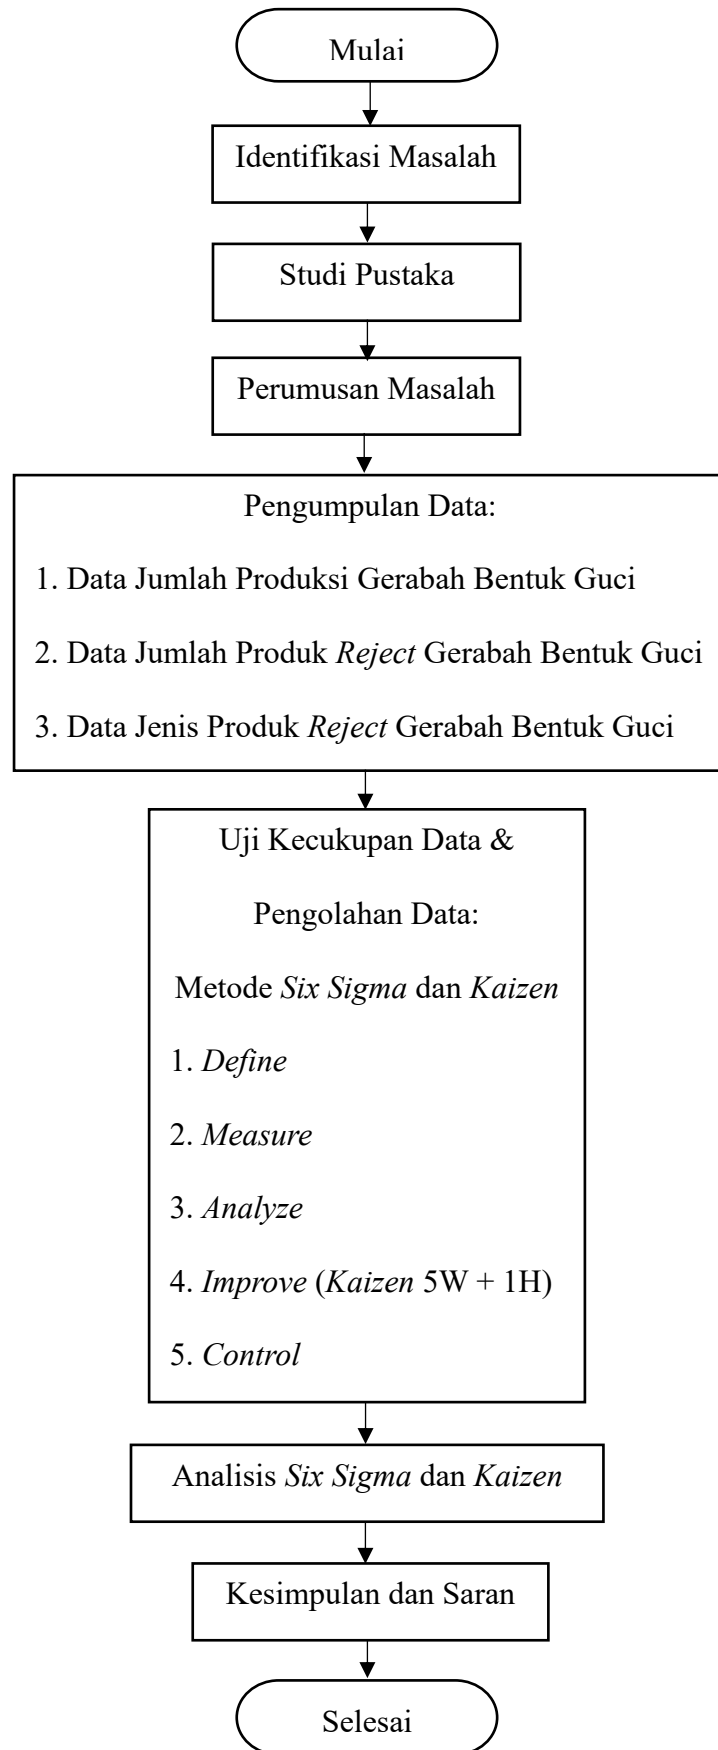 Mulai
Identifikasi Masalah
Studi Pustaka
Perumusan Masalah
Pengumpulan Data:
1. Data Jumlah Produksi Gerabah Bentuk Guci
2. Data Jumlah Produk Reject Gerabah Bentuk Guci
3. Data Jenis Produk Reject Gerabah Bentuk Guci
Uji Kecukupan Data &
Pengolahan Data:
Metode Six Sigma dan Kaizen
1. Define
2. Measure
3. Analyze
4. Improve (Kaizen 5W + 1H)
5. Control
Analisis Six Sigma dan Kaizen
Kesimpulan dan Saran
Selesai